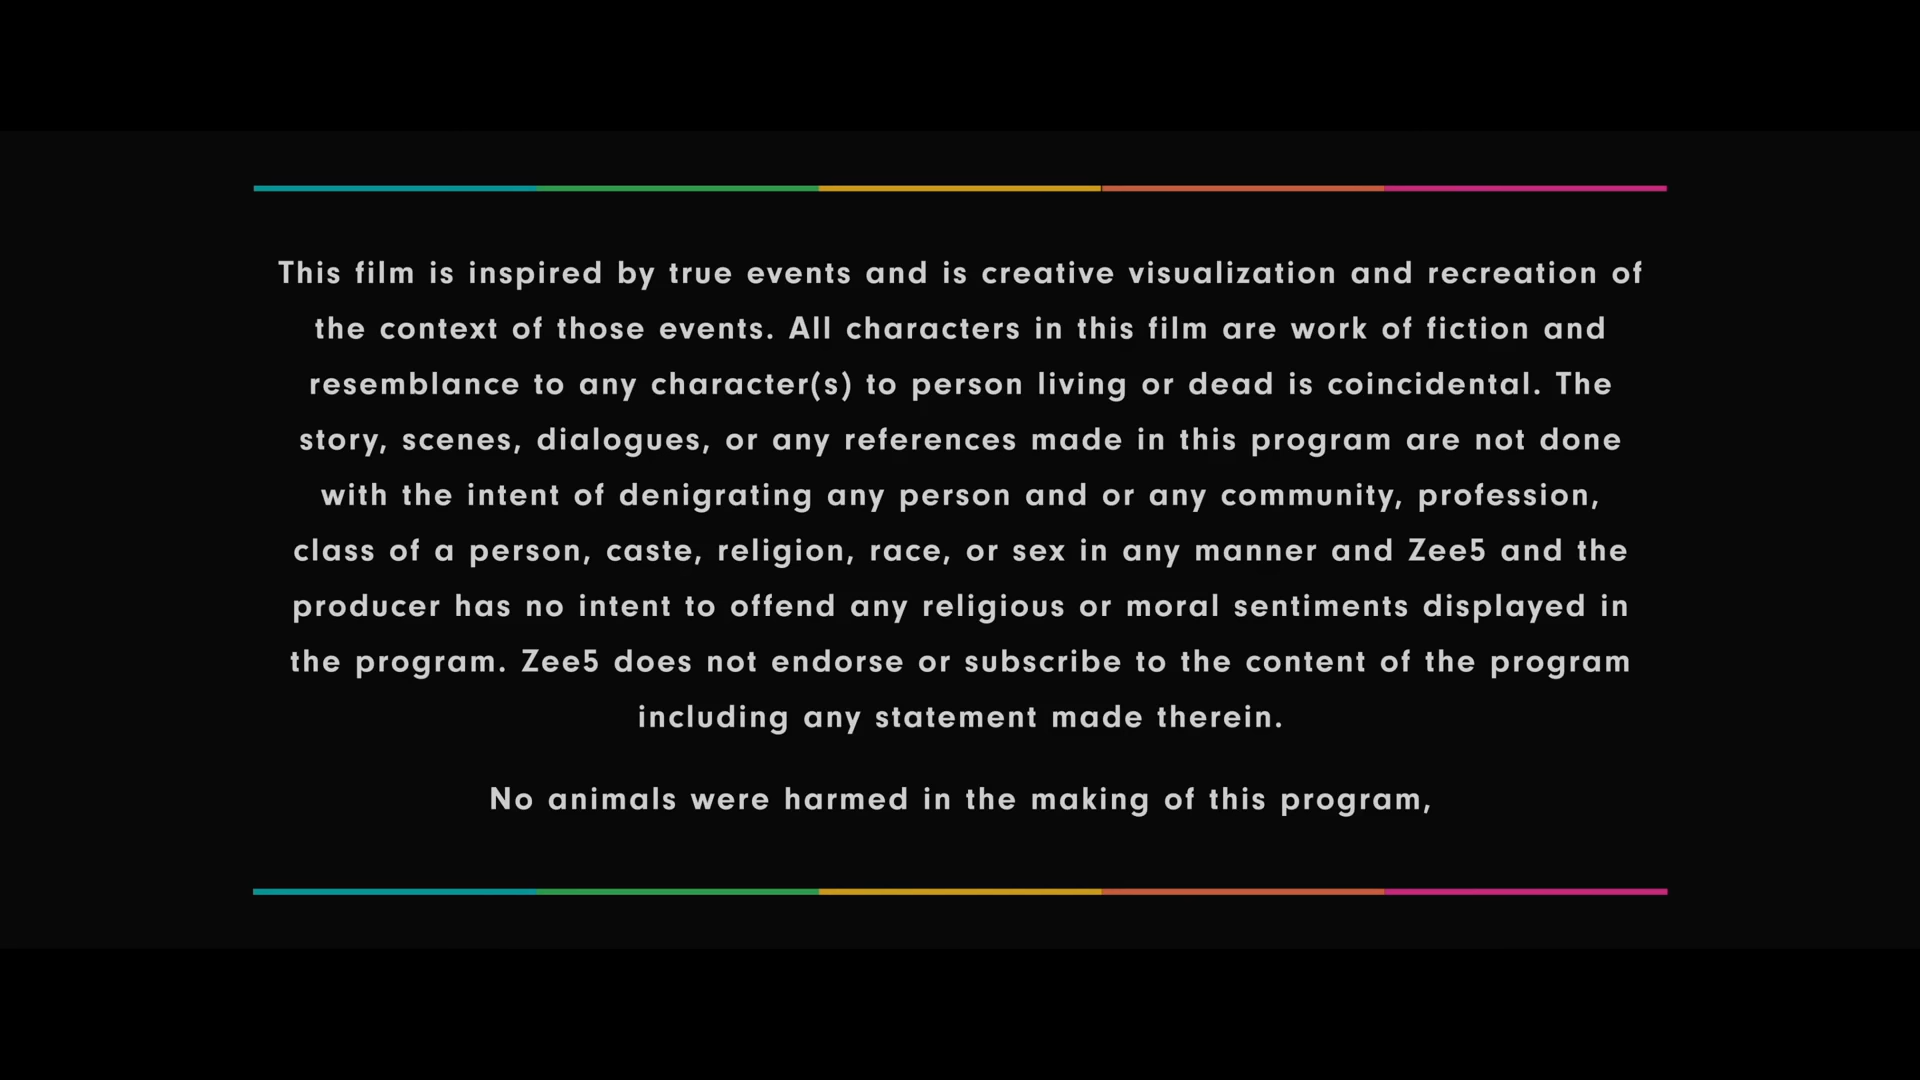 This film is inspired by true events and is creative visualization and recreation of
the context of those events. All characters in this film are work of fiction and
resemblance to any character(s) to person living or dead is coincidental. The
story, scenes, dialogues, or any references made in this program are not done
with the intent of denigrating any person and or any community, profession,
class of a person, caste, religion, race, or sex in any manner and Zee5 and the
producer has no intent to offend any religious or moral sentiments displayed in
the program. Zee5 does not endorse or subscribe to the content of the program
including any statement made therein.
No animals were harmed in the making of this program,